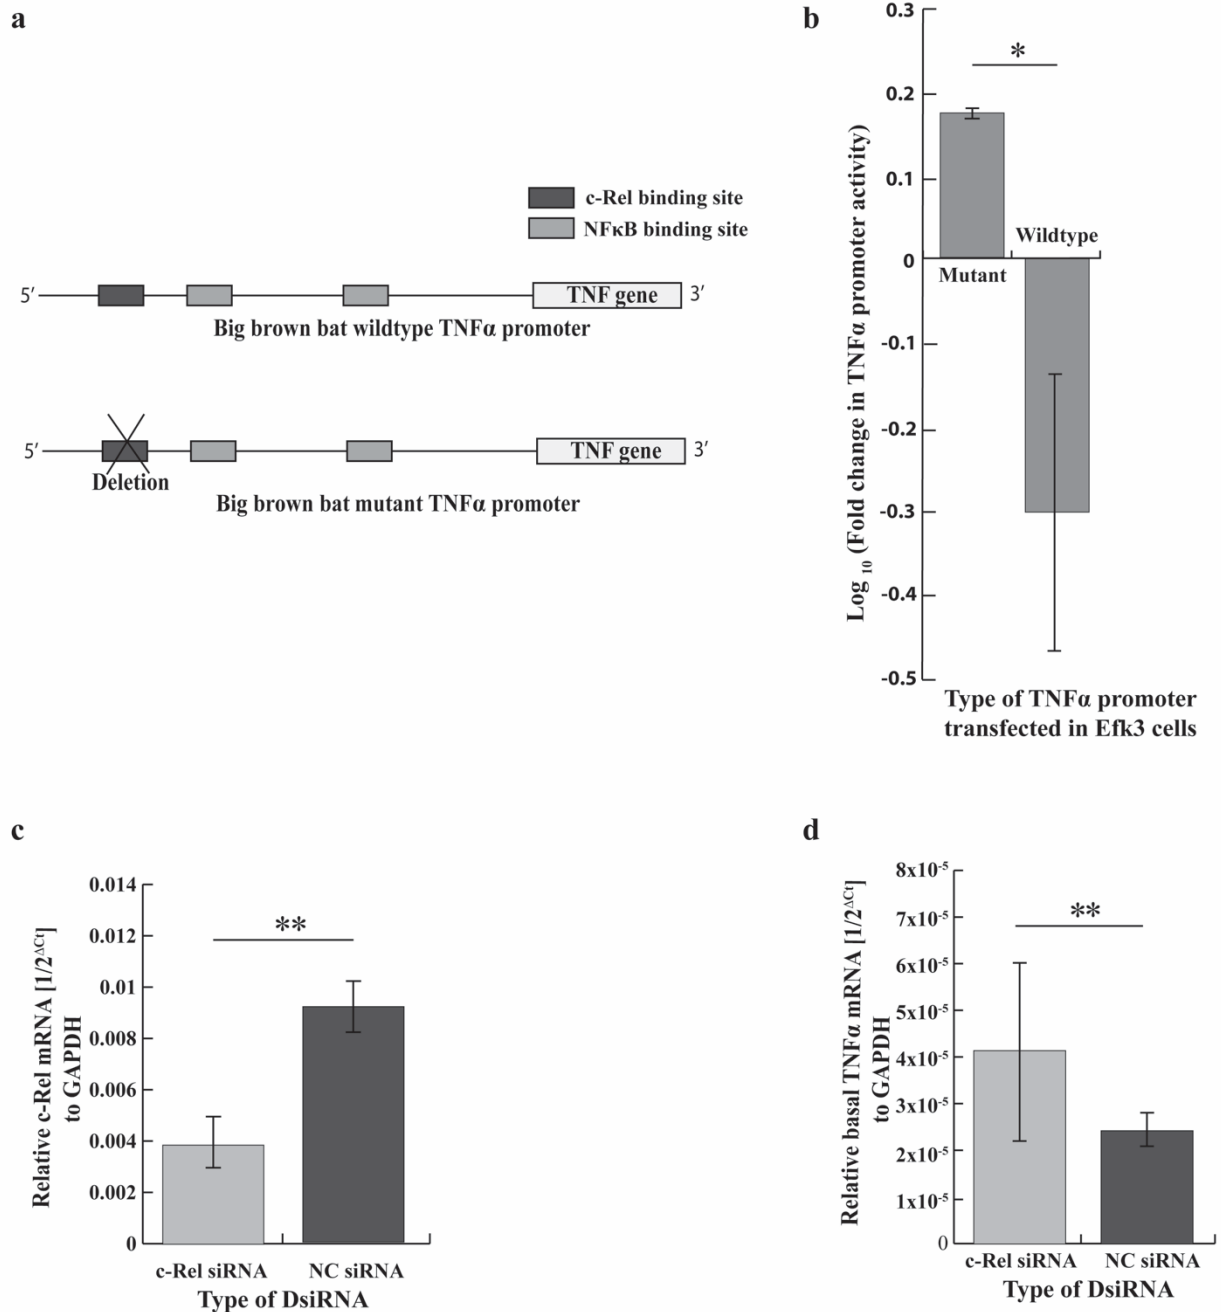 a
c-Rel binding site
NFκB binding site
5′
TNF gene
3′
Big brown bat wildtype TNFα promoter
5′
TNF gene
3′
Deletion
Big brown bat mutant TNFα promoter
b
0.3
0.2
0.1
0
-0.1
-0.2
-0.3
-0.4
-0.5
Log 10 (Fold change in TNFα promoter activity)
*
Wildtype
Mutant
Type of TNFα promoter
transfected in Efk3 cells
c
0.014
0.012
0.01
0.008
0.006
0.004
0.002
0
Relative c-Rel mRNA [1/2^ΔCt]
to GAPDH
**
c-Rel siRNA
NC siRNA
Type of DsiRNA
d
8x10⁻⁵
7x10⁻⁵
6x10⁻⁵
5x10⁻⁵
4x10⁻⁵
3x10⁻⁵
2x10⁻⁵
1x10⁻⁵
0
Relative basal TNFα mRNA [1/2^ΔCt]
to GAPDH
**
c-Rel siRNA
NC siRNA
Type of DsiRNA